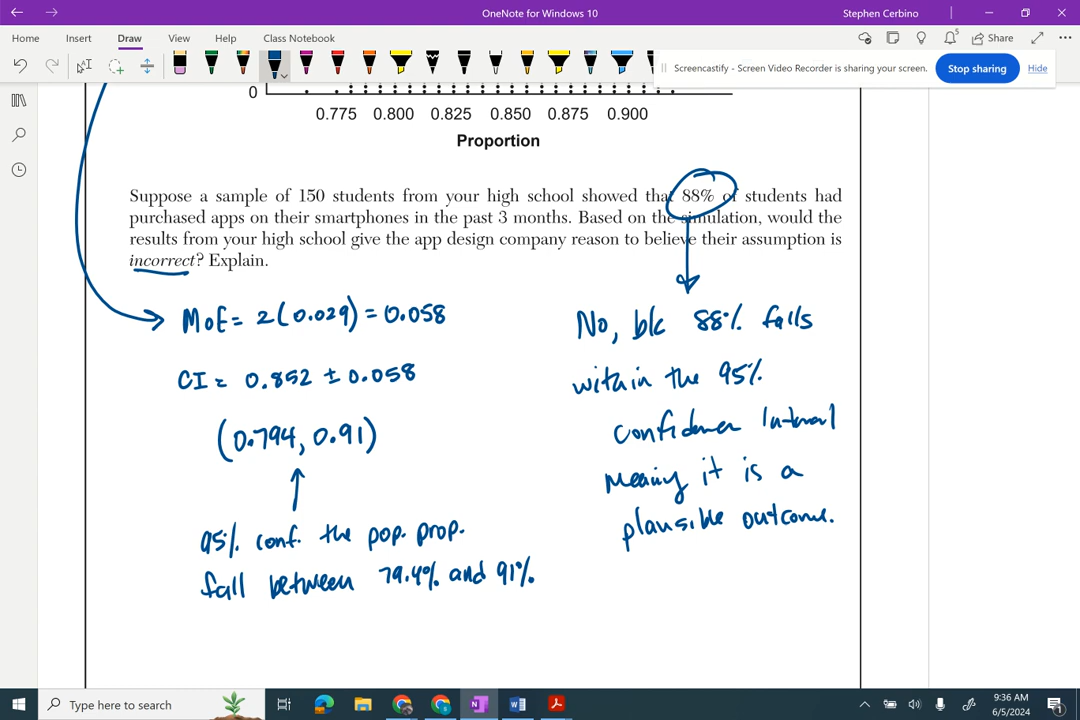 OneNote for Windows 10
Stephen Cerbino
Home Insert Draw View Help Class Notebook
5
Share
Screencastify - Screen Video Recorder is sharing your screen.
Stop sharing
Hide
0
0.775 0.800 0.825 0.850 0.875 0.900
Proportion
Suppose a sample of 150 students from your high school showed that 88% of students had
purchased apps on their smartphones in the past 3 months. Based on the simulation, would the
results from your high school give the app design company reason to believe their assumption is
incorrect? Explain.
MoE = 2(0.029) = 0.058
CI = 0.852 ± 0.058
(0.794, 0.91)
95% conf. the pop. prop.
fall between 79.4% and 91%.
No, b/c 88% falls
within the 95%
confidence interval
meaning it is a
plausible outcome.
Type here to search
9:36 AM
6/5/2024
1